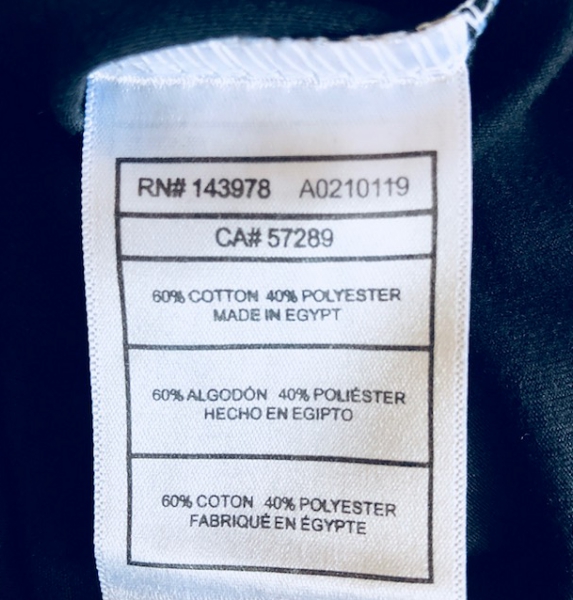 RN# 143978 A0210119
CA# 57289
60% COTTON 40% POLYESTER
MADE IN EGYPT
60% ALGODÓN 40% POLIÉSTER
HECHO EN EGIPTO
60% COTON 40% POLYESTER
FABRIQUÉ EN ÉGYPTE